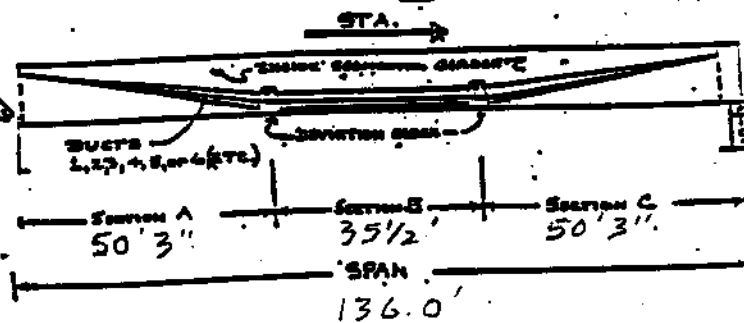 STA.
DUCTS
1, 2, 3, 4, 5, or 6 (ETC)
DEVIATION BLOCK
SECTION A
50'3"
SECTION B
35 1/2'
SECTION C
50'3"
SPAN
136.0'